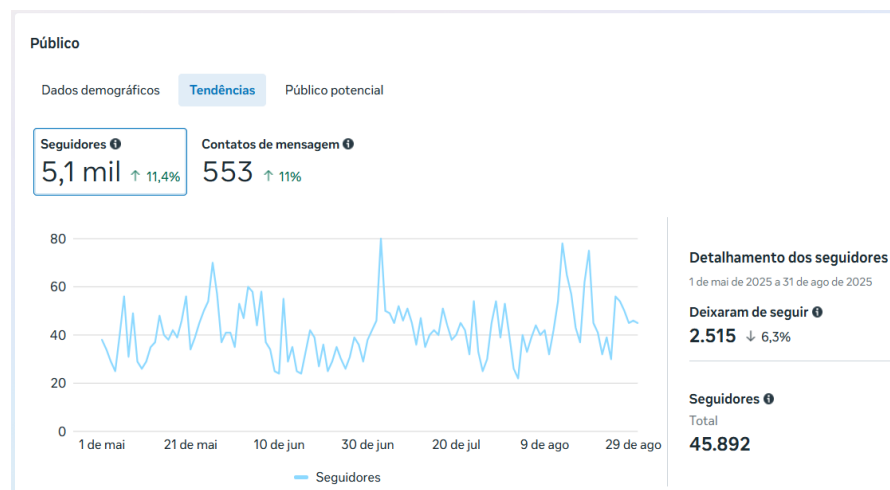 Público
Dados demográficos Tendências Público potencial
Seguidores
5,1 mil ↑ 11,4%
Contatos de mensagem
553 ↑ 11%
80
60
40
20
0
1 de mai 21 de mai 10 de jun 30 de jun 20 de jul 9 de ago 29 de ago
Seguidores
Detalhamento dos seguidores
1 de mai de 2025 a 31 de ago de 2025
Deixaram de seguir
2.515 ↓ 6,3%
Seguidores
Total
45.892